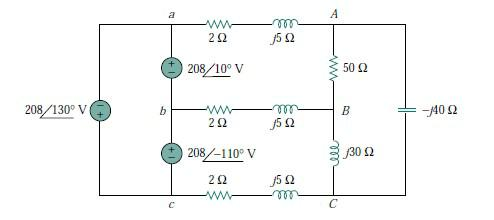 a
A
2 Ω
j5 Ω
+
−
208/10° V
50 Ω
208/130° V
−
+
b
B
−j40 Ω
2 Ω
j5 Ω
+
−
208/−110° V
j30 Ω
2 Ω
j5 Ω
c
C